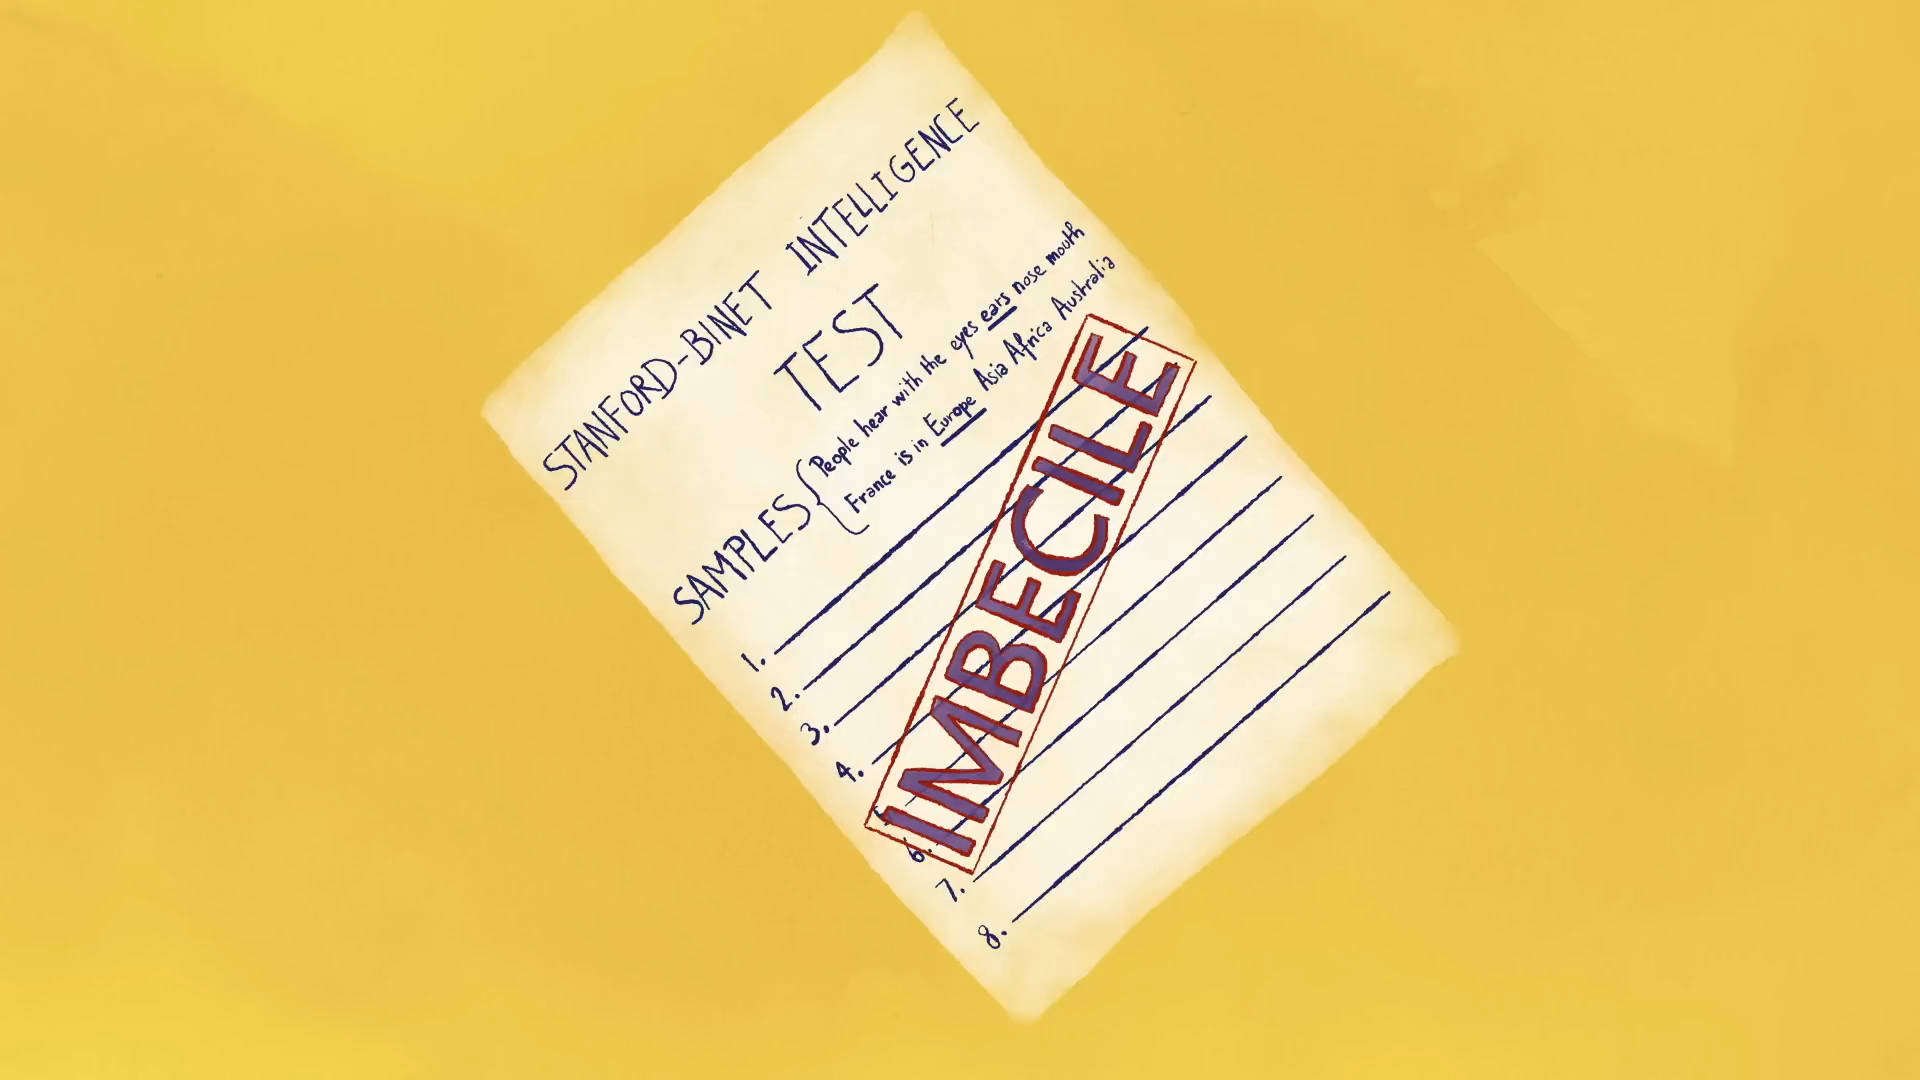 STANFORD-BINET INTELLIGENCE
TEST
SAMPLES
People hear with the eyes ears nose mouth
France is in Europe Asia Africa Australia
1.
2.
3.
4.
6.
7.
8.
IMBECILE